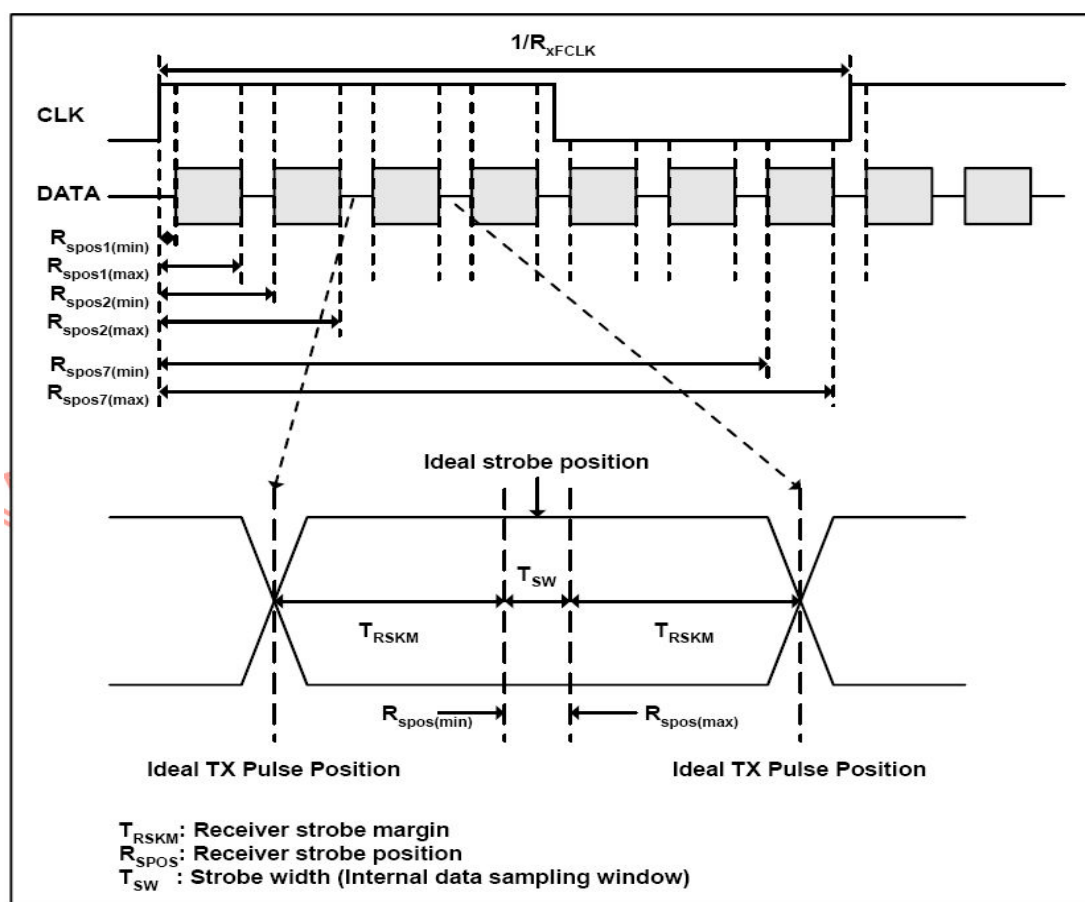 1/RxFCLK
CLK
DATA
Rspos1(min)
Rspos1(max)
Rspos2(min)
Rspos2(max)
Rspos7(min)
Rspos7(max)
Ideal strobe position
TSW
TRSKM TRSKM
Rspos(min) Rspos(max)
Ideal TX Pulse Position Ideal TX Pulse Position
TRSKM: Receiver strobe margin
RSPOS: Receiver strobe position
TSW : Strobe width (Internal data sampling window)